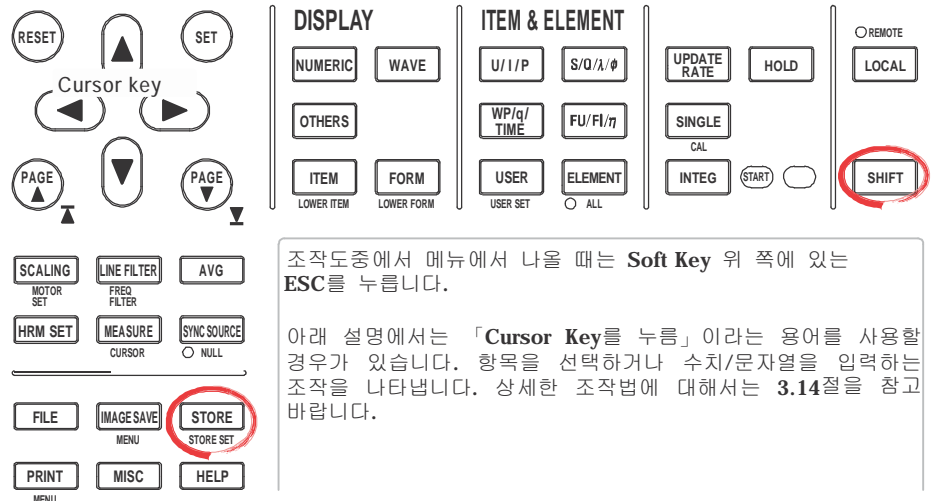 RESET
SET
Cursor key
PAGE
PAGE
DISPLAY
NUMERIC
WAVE
OTHERS
ITEM
FORM
LOWER ITEM
LOWER FORM
ITEM & ELEMENT
U/I/P
S/Q/λ/ϕ
WP/q/
TIME
FU/FI/η
USER
ELEMENT
USER SET
ALL
UPDATE
RATE
HOLD
SINGLE
CAL
INTEG
START
REMOTE
LOCAL
SHIFT
SCALING
LINE FILTER
AVG
MOTOR
SET
FREQ
FILTER
HRM SET
MEASURE
SYNC SOURCE
CURSOR
NULL
FILE
IMAGE SAVE
STORE
MENU
STORE SET
PRINT
MISC
HELP
MENU
조작도중에서 메뉴에서 나올 때는 Soft Key 위 쪽에 있는
ESC를 누릅니다.
아래 설명에서는 「Cursor Key를 누름」이라는 용어를 사용할
경우가 있습니다. 항목을 선택하거나 수치/문자열을 입력하는
조작을 나타냅니다. 상세한 조작법에 대해서는 3.14절을 참고
바랍니다.